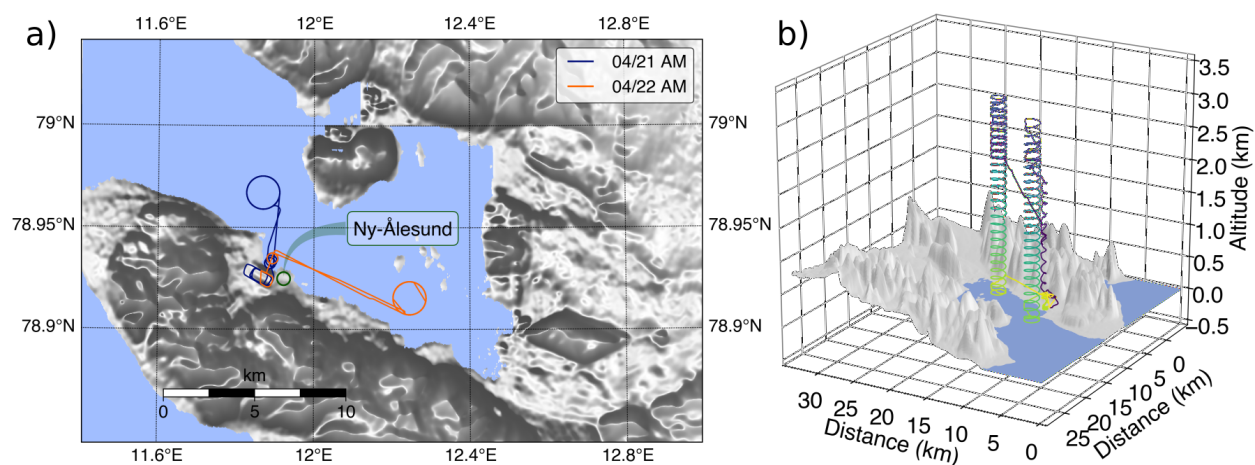 a)
11.6°E 12°E 12.4°E 12.8°E
04/21 AM
04/22 AM
79°N 79°N
78.95°N Ny-Ålesund 78.95°N
78.9°N 78.9°N
km
0 5 10
11.6°E 12°E 12.4°E 12.8°E
b)
3.5
3.0
2.5
2.0
1.5
1.0
0.5
0.0
−0.5
Altitude (km)
30 25 20 15 10 5 0
Distance (km)
25 20 15 10 5 0
Distance (km)